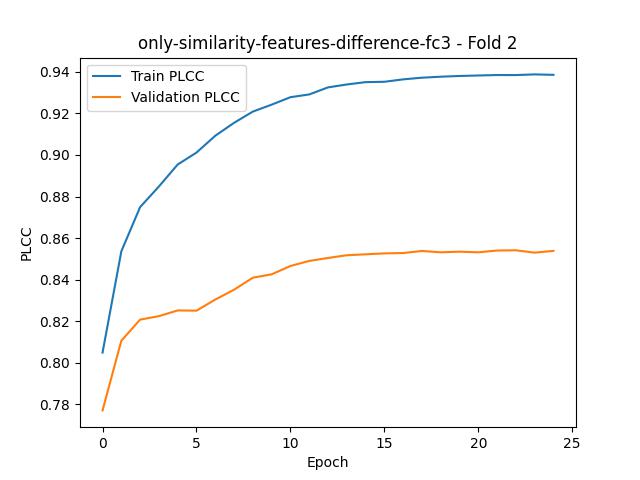 only-similarity-features-difference-fc3 - Fold 2
Train PLCC
Validation PLCC
PLCC
0.94
0.92
0.90
0.88
0.86
0.84
0.82
0.80
0.78
0 5 10 15 20 25
Epoch